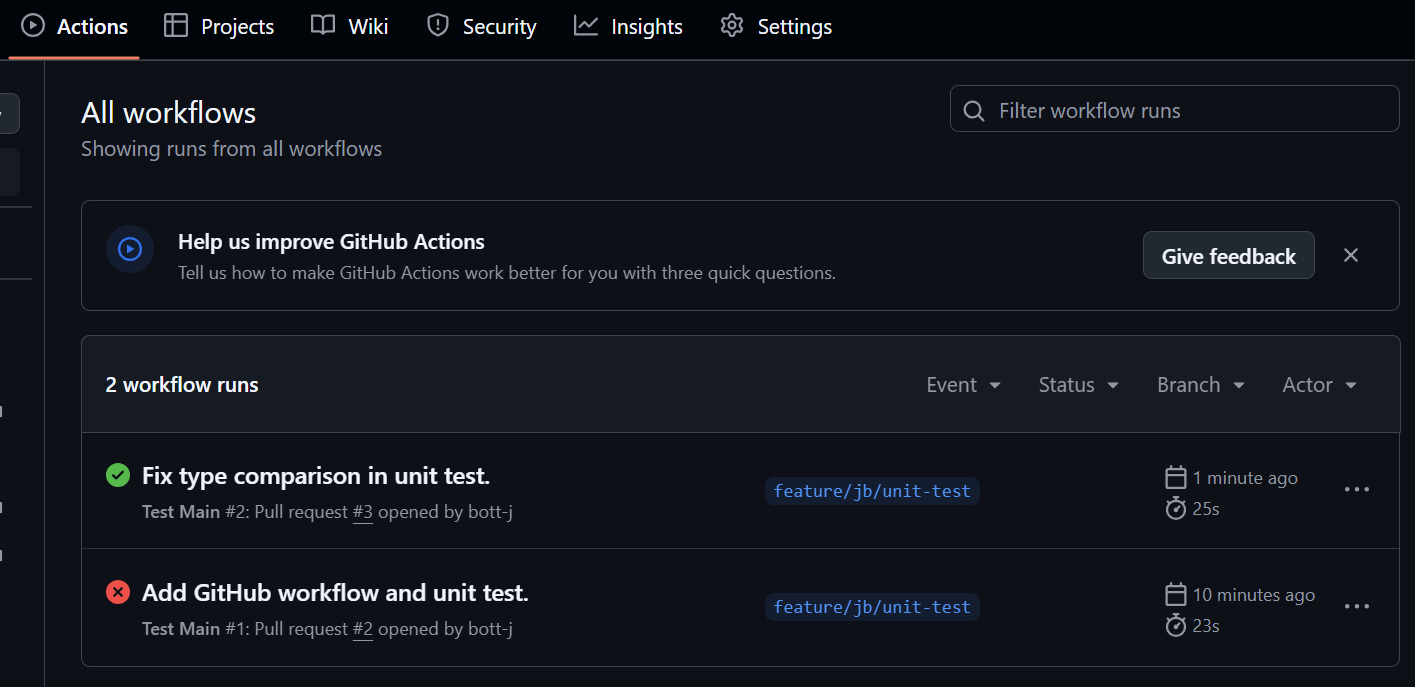 Actions Projects Wiki Security Insights Settings
All workflows
Filter workflow runs
Showing runs from all workflows
Help us improve GitHub Actions
Tell us how to make GitHub Actions work better for you with three quick questions.
Give feedback
2 workflow runs
Event Status Branch Actor
Fix type comparison in unit test.
Test Main #2: Pull request #3 opened by bott-j
feature/jb/unit-test
1 minute ago
25s
Add GitHub workflow and unit test.
Test Main #1: Pull request #2 opened by bott-j
feature/jb/unit-test
10 minutes ago
23s